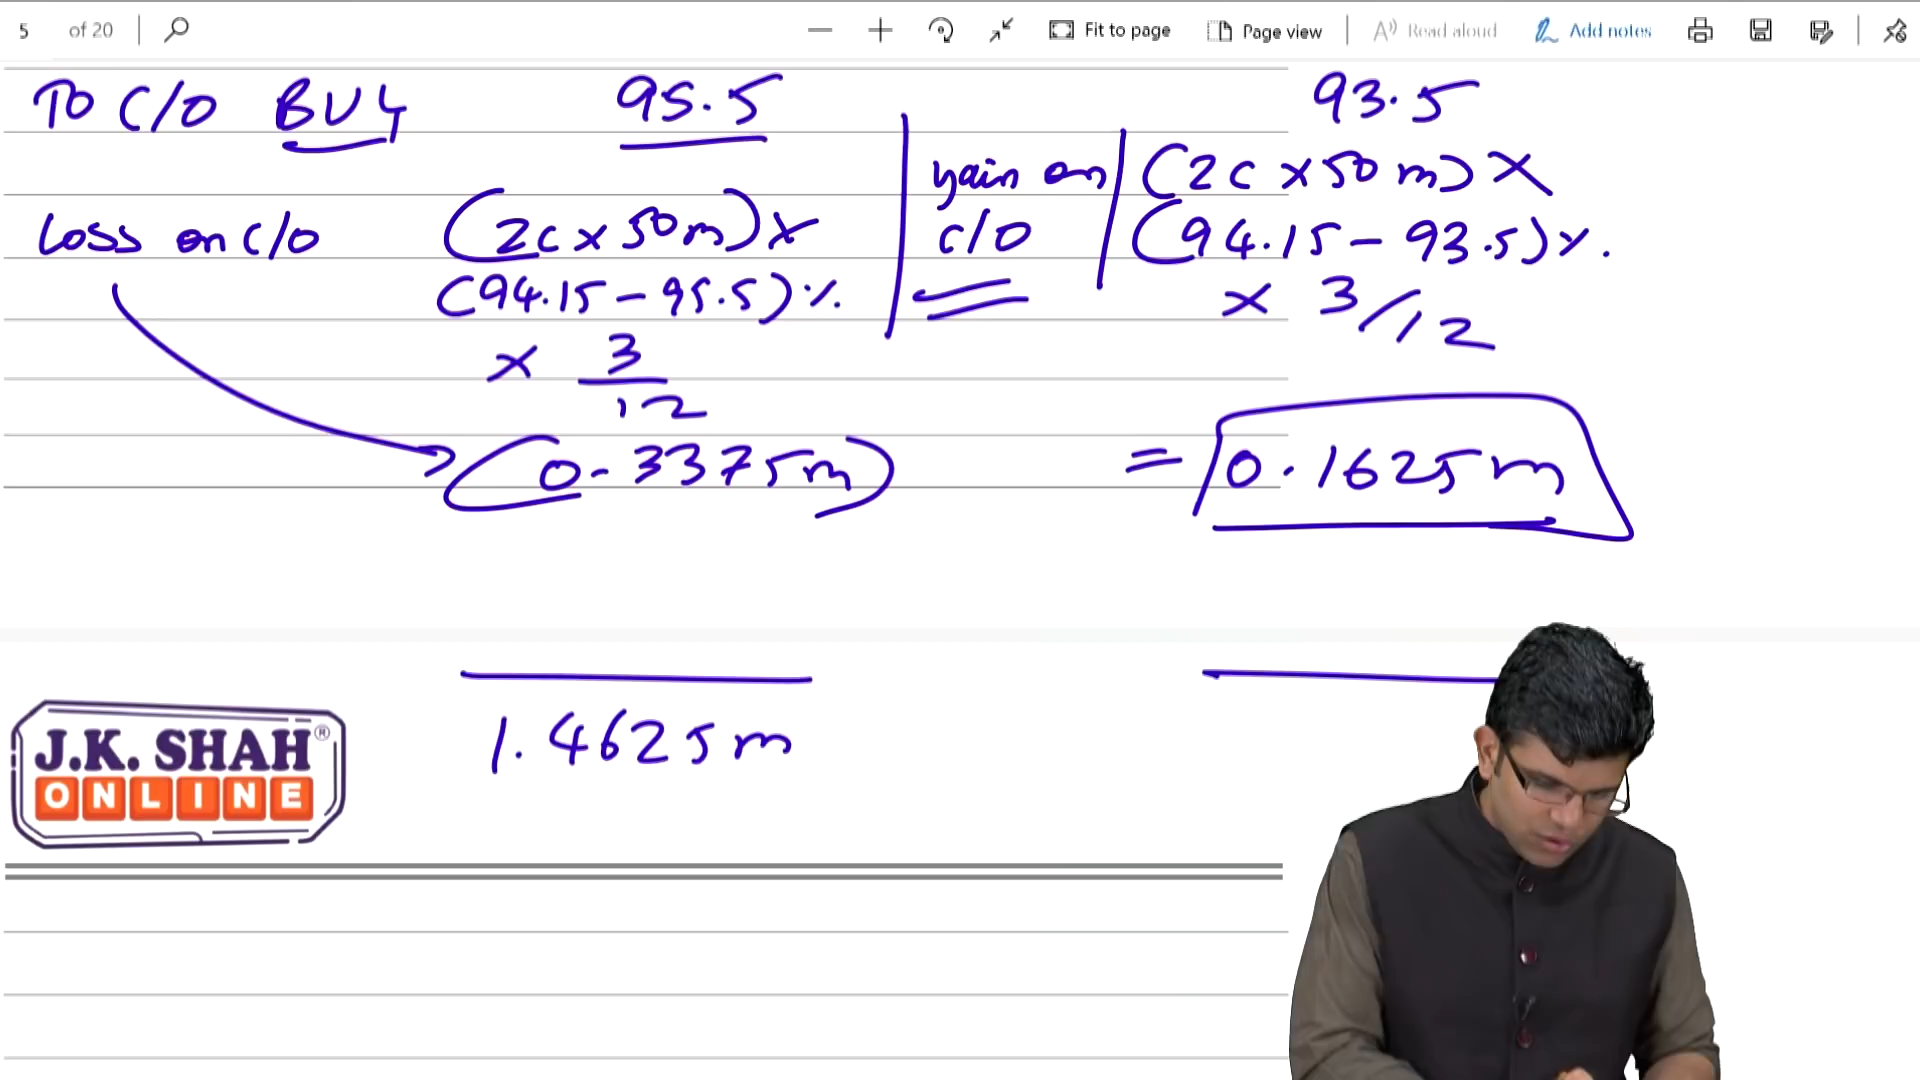 5 of 20 Fit to page Page view Read aloud Add notes
TO C/O BUY 95.5 93.5
Loss on C/O (2C x 50m) x gain on (2C x 50m) x
(94.15 - 95.5)% C/O (94.15 - 93.5)%
x 3/12 x 3/12
(0.3375m) = 0.1625m
1.4625m
J.K. SHAH®
ONLINE